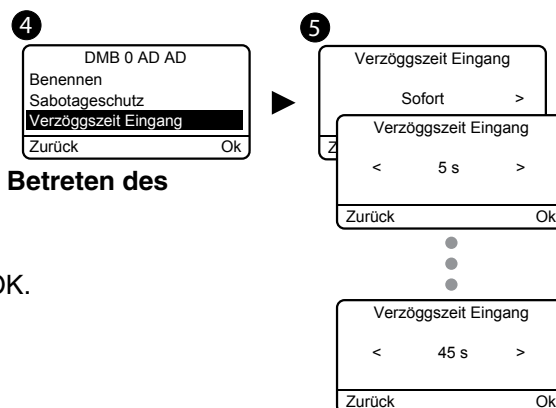 4
DMB 0 AD AD
Benennen
Sabotageschutz
Verzöggszeit Eingang
Zurück Ok
Betreten des
OK.
5
Verzöggszeit Eingang
Sofort >
Z
Verzöggszeit Eingang
< 5 s >
Zurück Ok
Verzöggszeit Eingang
< 45 s >
Zurück Ok